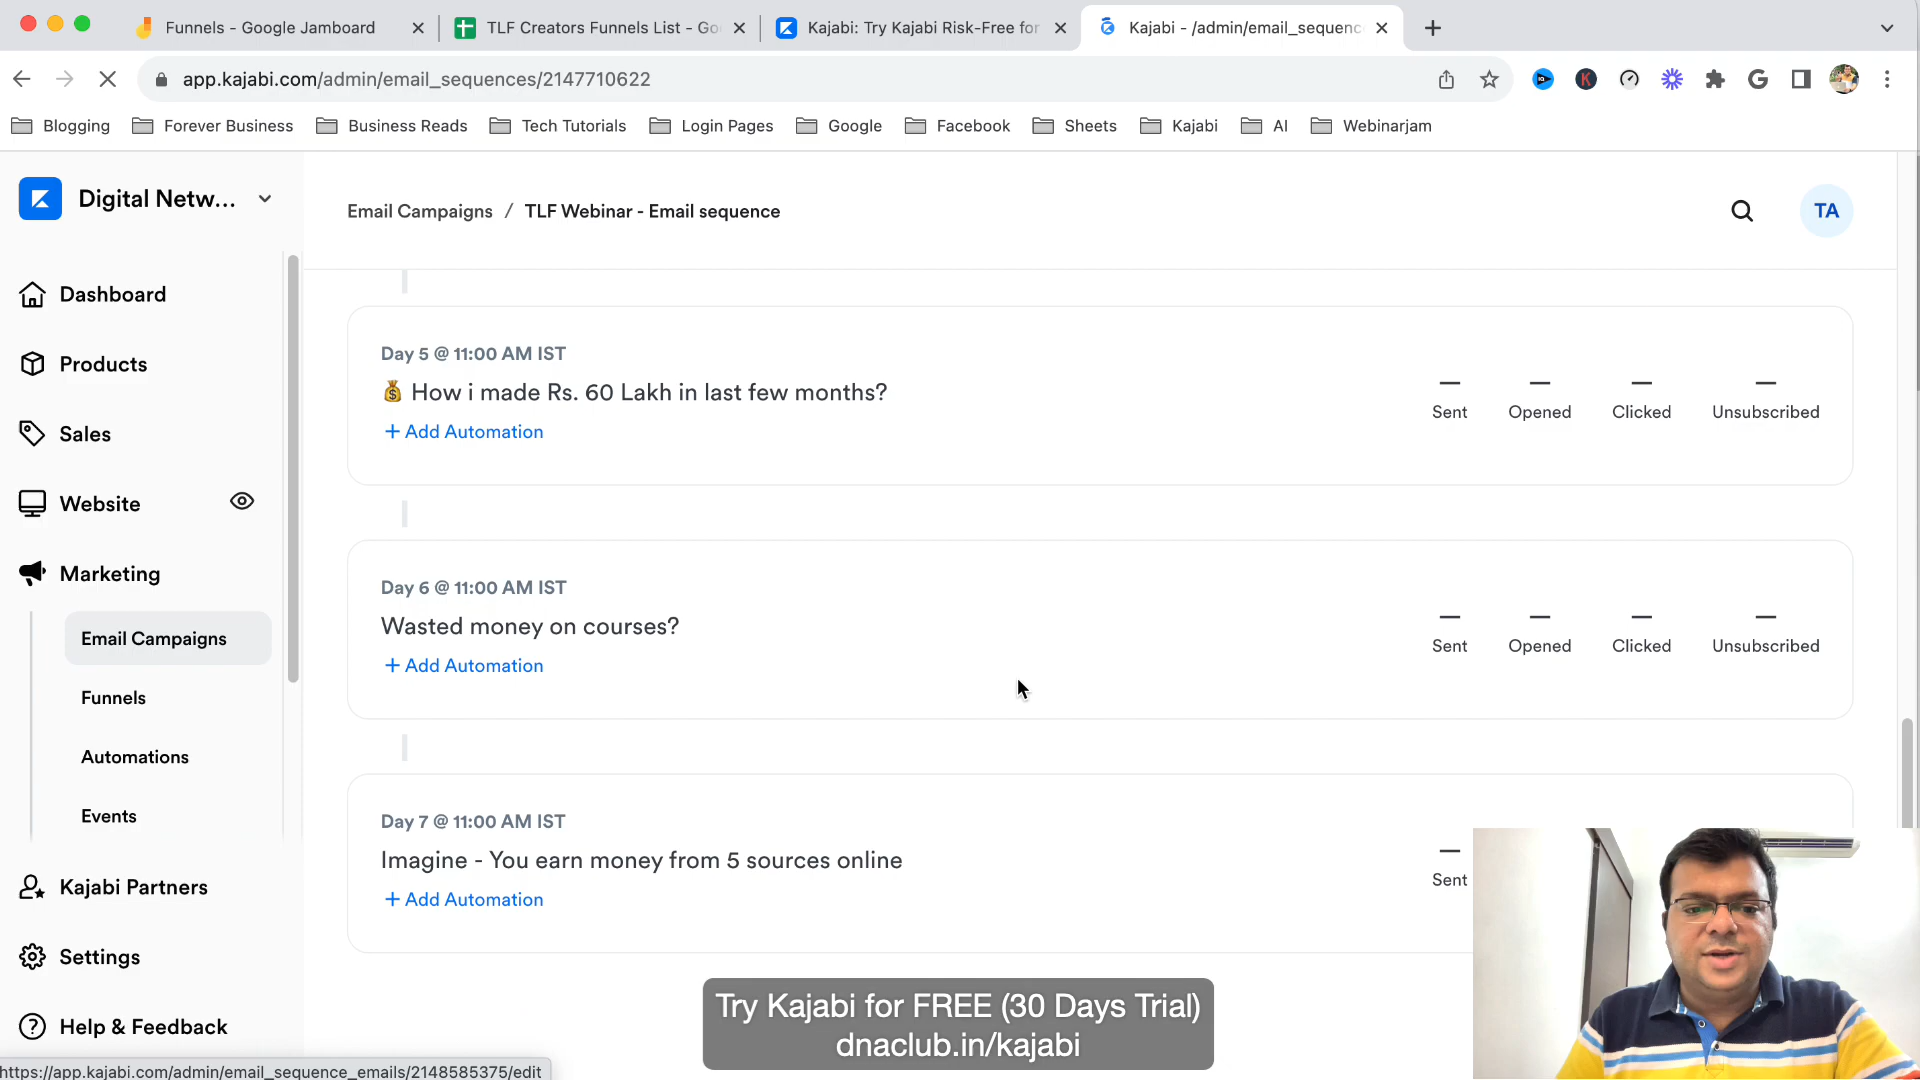 Funnels - Google Jamboard
TLF Creators Funnels List - Go
Kajabi: Try Kajabi Risk-Free for
Kajabi - /admin/email_sequenc
app.kajabi.com/admin/email_sequences/2147710622
Blogging
Forever Business
Business Reads
Tech Tutorials
Login Pages
Google
Facebook
Sheets
Kajabi
AI
Webinarjam
Digital Netw...
Email Campaigns / TLF Webinar - Email sequence
TA
Dashboard
Products
Sales
Website
Marketing
Email Campaigns
Funnels
Automations
Events
Kajabi Partners
Settings
Help & Feedback
Day 5 @ 11:00 AM IST
💰 How i made Rs. 60 Lakh in last few months?
+ Add Automation
— Sent
— Opened
— Clicked
— Unsubscribed
Day 6 @ 11:00 AM IST
Wasted money on courses?
+ Add Automation
— Sent
— Opened
— Clicked
— Unsubscribed
Day 7 @ 11:00 AM IST
Imagine - You earn money from 5 sources online
+ Add Automation
— Sent
Try Kajabi for FREE (30 Days Trial)
dnaclub.in/kajabi
https://app.kajabi.com/admin/email_sequence_emails/2148585375/edit